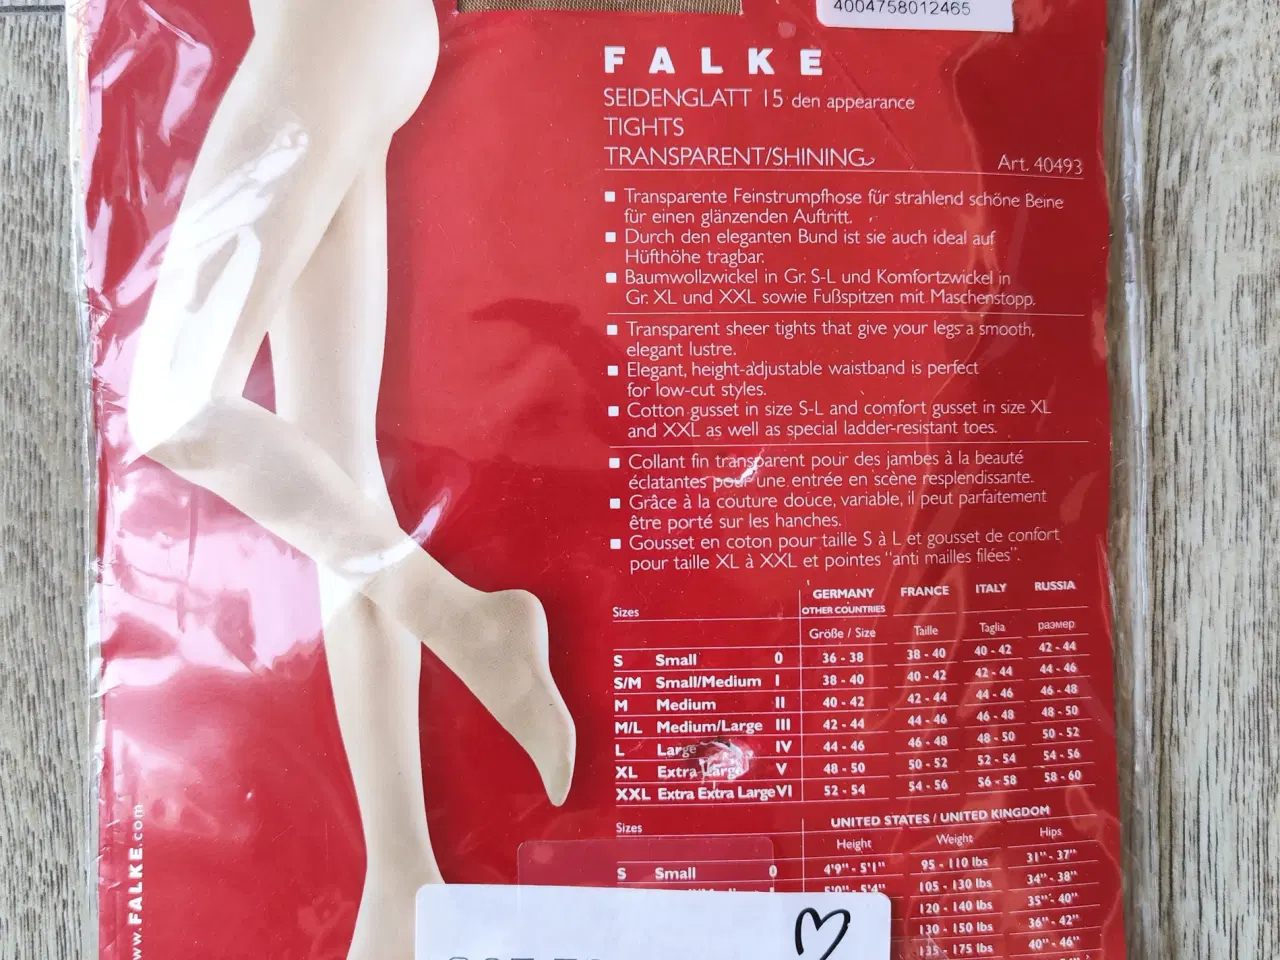 4004758012465
FALKE
SEIDENGLATT 15 den appearance
TIGHTS
TRANSPARENT/SHINING
Art. 40493
Transparente Feinstrumpfhose für strahlend schöne Beine
für einen glänzenden Auftritt.
Durch den eleganten Bund ist sie auch ideal auf
Hüfthöhe tragbar.
Baumwollzwickel in Gr. S-L und Komfortzwickel in
Gr. XL und XXL sowie Fußspitzen mit Maschenstopp.
Transparent sheer tights that give your legs a smooth,
elegant lustre.
Elegant, height-adjustable waistband is perfect
for low-cut styles.
Cotton gusset in size S-L and comfort gusset in size XL
and XXL as well as special ladder-resistant toes.
Collant fin transparent pour des jambes à la beauté
éclatantes pour une entrée en scène resplendissante.
Grâce à la couture douce, variable, il peut parfaitement
être porté sur les hanches.
Gousset en coton pour taille S à L et gousset de confort
pour taille XL à XXL et pointes "anti mailles filées".
Sizes GERMANY FRANCE ITALY RUSSIA
OTHER COUNTRIES
Größe / Size Taille Taglia размер
S Small 0 36 - 38 38 - 40 40 - 42 42 - 44
S/M Small/Medium I 38 - 40 40 - 42 42 - 44 44 - 46
M Medium II 40 - 42 42 - 44 44 - 46 46 - 48
M/L Medium/Large III 42 - 44 44 - 46 46 - 48 48 - 50
L Large IV 44 - 46 46 - 48 48 - 50 50 - 52
XL Extra Large V 48 - 50 50 - 52 52 - 54 54 - 56
XXL Extra Extra Large VI 52 - 54 54 - 56 56 - 58 58 - 60
Sizes UNITED STATES / UNITED KINGDOM
Height Weight Hips
S Small 0 4'9" - 5'1" 95 - 110 lbs 31" - 37"
5'0" - 5'4" 105 - 130 lbs 34" - 38"
120 - 140 lbs 35" - 40"
130 - 150 lbs 36" - 42"
135 - 175 lbs 40" - 46"
www.FALKE.com